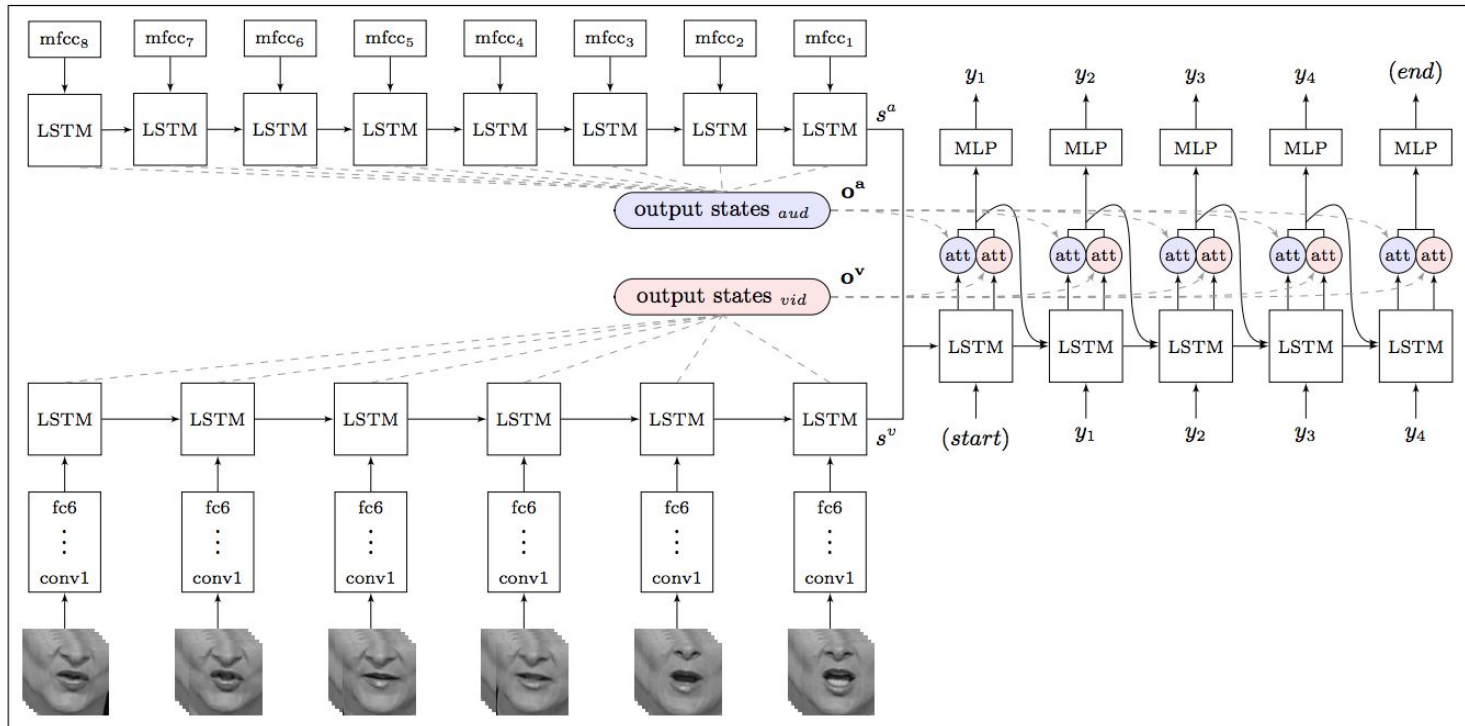 mfcc₈ mfcc₇ mfcc₆ mfcc₅ mfcc₄ mfcc₃ mfcc₂ mfcc₁
y₁ y₂ y₃ y₄ (end)
LSTM LSTM LSTM LSTM LSTM LSTM LSTM LSTM sᵃ
MLP MLP MLP MLP MLP
output states aud oᵃ
att att att att att att att att att att
output states vid oᵛ
LSTM LSTM LSTM LSTM LSTM
LSTM LSTM LSTM LSTM LSTM LSTM sᵛ
(start) y₁ y₂ y₃ y₄
fc6 fc6 fc6 fc6 fc6 fc6
⋮ ⋮ ⋮ ⋮ ⋮ ⋮
conv1 conv1 conv1 conv1 conv1 conv1